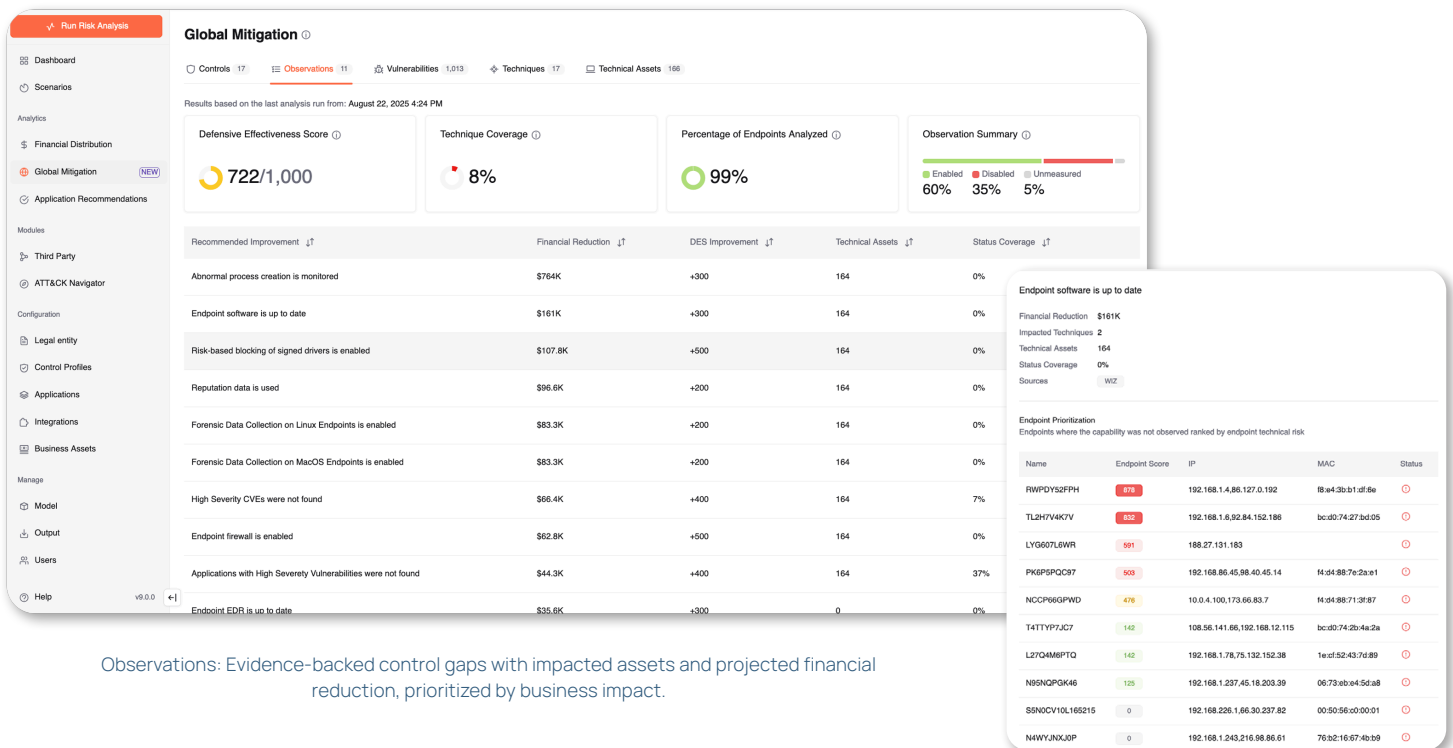 Run Risk Analysis
Dashboard
Scenarios
Analytics
Financial Distribution
Global Mitigation NEW
Application Recommendations
Modules
Third Party
ATT&CK Navigator
Configuration
Legal entity
Control Profiles
Applications
Integrations
Business Assets
Manage
Model
Output
Users
Help v9.0.0
Global Mitigation
Controls 17 Observations 11 Vulnerabilities 1,013 Techniques 17 Technical Assets 166
Results based on the last analysis run from: August 22, 2025 4:24 PM
Defensive Effectiveness Score Technique Coverage Percentage of Endpoints Analyzed Observation Summary
722/1,000 8% 99%
Enabled Disabled Unmeasured
60% 35% 5%
Recommended Improvement Financial Reduction DES Improvement Technical Assets Status Coverage
Abnormal process creation is monitored $764K +300 164 0%
Endpoint software is up to date $161K +300 164 0%
Risk-based blocking of signed drivers is enabled $107.8K +500 164 0%
Reputation data is used $96.6K +200 164 0%
Forensic Data Collection on Linux Endpoints is enabled $83.3K +200 164 0%
Forensic Data Collection on MacOS Endpoints is enabled $83.3K +200 164 0%
High Severity CVEs were not found $66.4K +400 164 7%
Endpoint firewall is enabled $62.8K +500 164 0%
Applications with High Severety Vulnerabilities were not found $44.3K +400 164 37%
Endpoint EDR is up to date $35.6K +300 0 0%
Endpoint software is up to date
Financial Reduction $161K
Impacted Techniques 2
Technical Assets 164
Status Coverage 0%
Sources WIZ
Endpoint Prioritization
Endpoints where the capability was not observed ranked by endpoint technical risk
Name Endpoint Score IP MAC Status
RWPDY52FPH 878 192.168.1.4,86.127.0.192 f8:e4:3b:b1:df:6e
TL2H7V4K7V 832 192.168.1.6,92.84.152.186 bc:d0:74:27:bd:05
LYG607L6WR 591 188.27.131.183
PK6P5PQC97 503 192.168.86.45,98.40.45.14 f4:d4:88:7e:2a:e1
NCCP66GPWD 476 10.0.4.100,173.66.83.7 f4:d4:88:71:3f:87
T4TTYP7JC7 142 108.56.141.66,192.168.12.115 bc:d0:74:2b:4a:2a
L27Q4M6PTQ 142 192.168.1.78,75.132.152.38 1e:cf:52:43:7d:89
N95NQPGK46 125 192.168.1.237,45.18.203.39 06:73:eb:e4:5d:a8
S5N0CV10L165215 0 192.168.226.1,66.30.237.82 00:50:56:c0:00:01
N4WYJNXJ0P 0 192.168.1.243,216.98.86.61 76:b2:16:67:4b:b9
Observations: Evidence-backed control gaps with impacted assets and projected financial
reduction, prioritized by business impact.